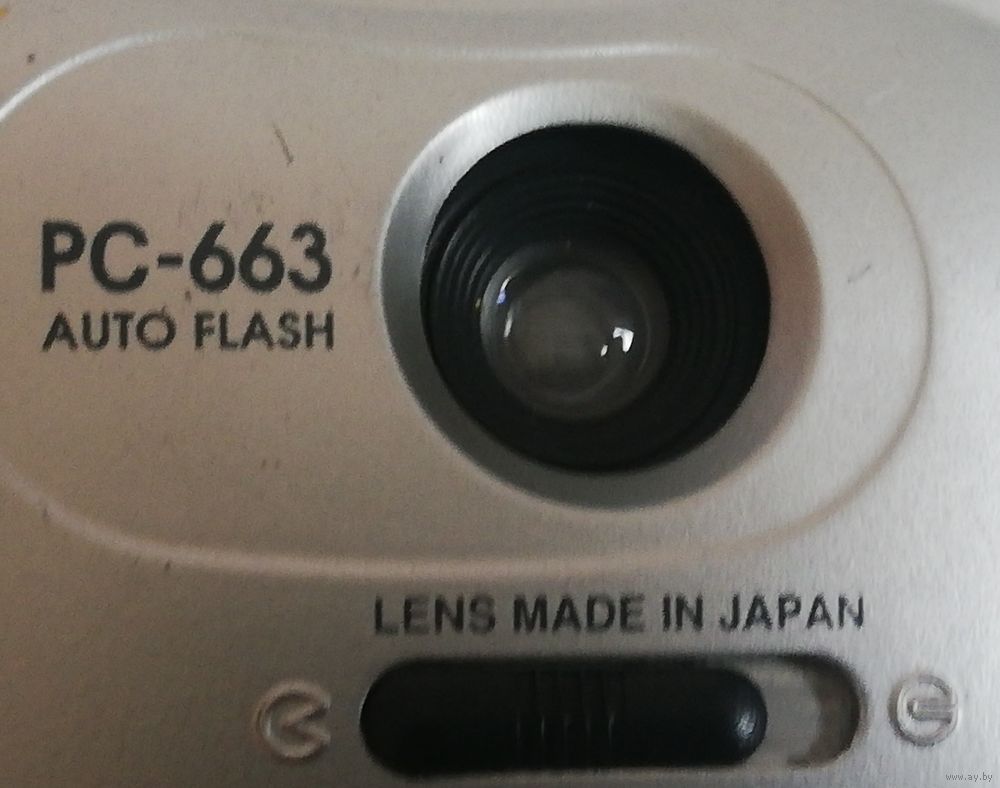 PC-663
AUTO FLASH
LENS MADE IN JAPAN
www.ay.by